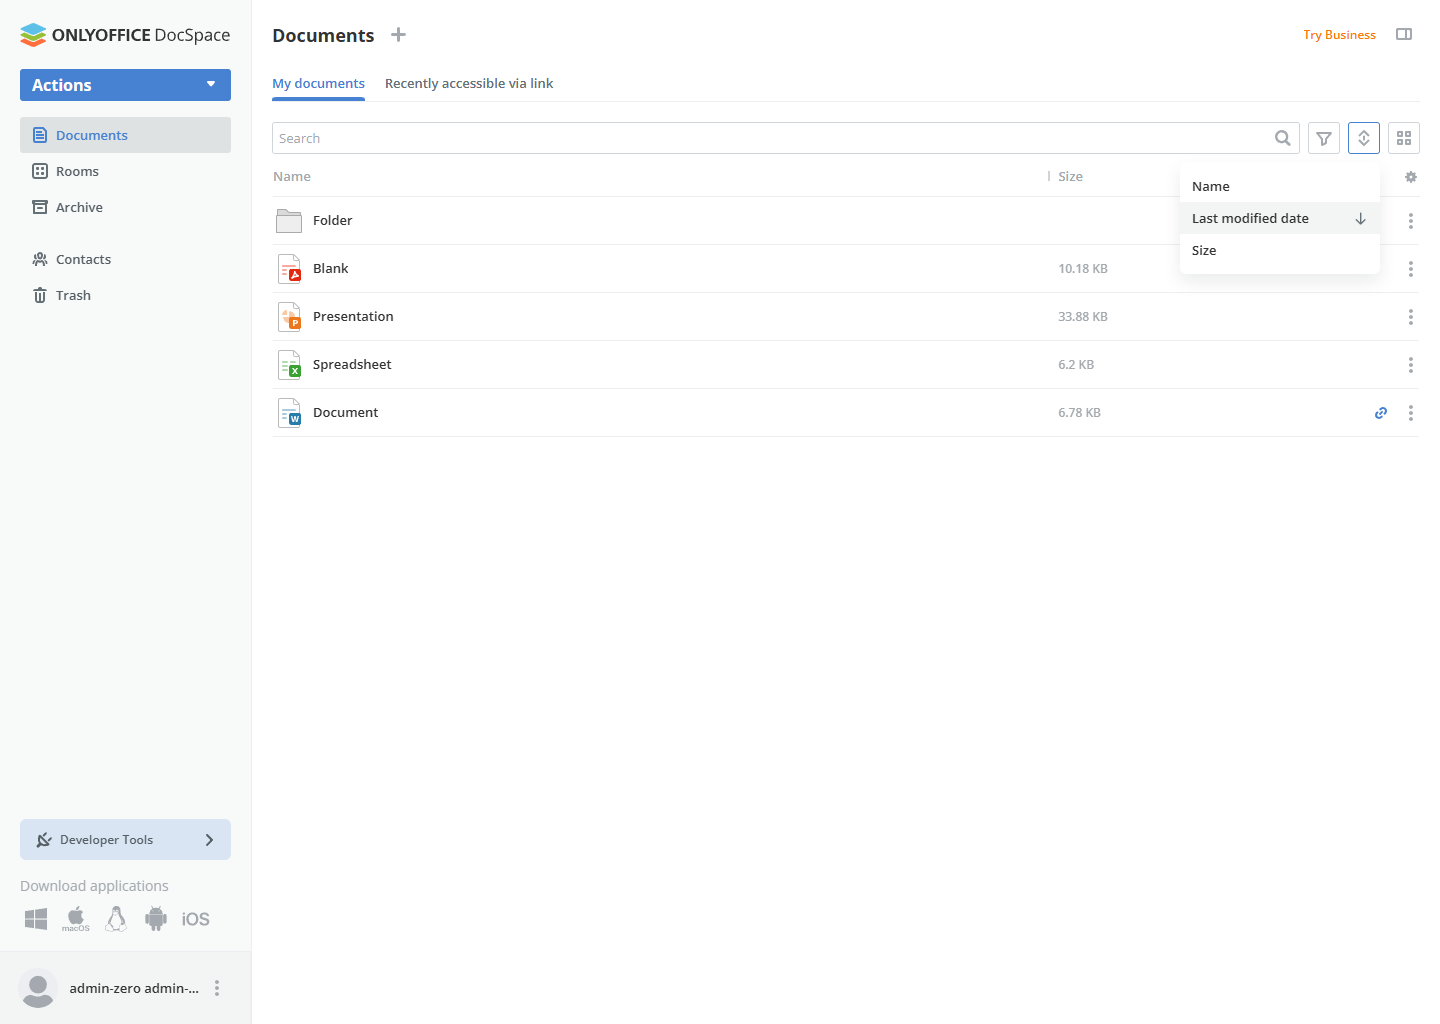 ONLYOFFICE DocSpace
Actions
Documents
Rooms
Archive
Contacts
Trash
Developer Tools
Download applications
macOS
iOS
admin-zero admin-...
Documents
Try Business
My documents
Recently accessible via link
Search
Name
Size
Name
Last modified date
Size
Folder
Blank
10.18 KB
P
Presentation
33.88 KB
X
Spreadsheet
6.2 KB
W
Document
6.78 KB